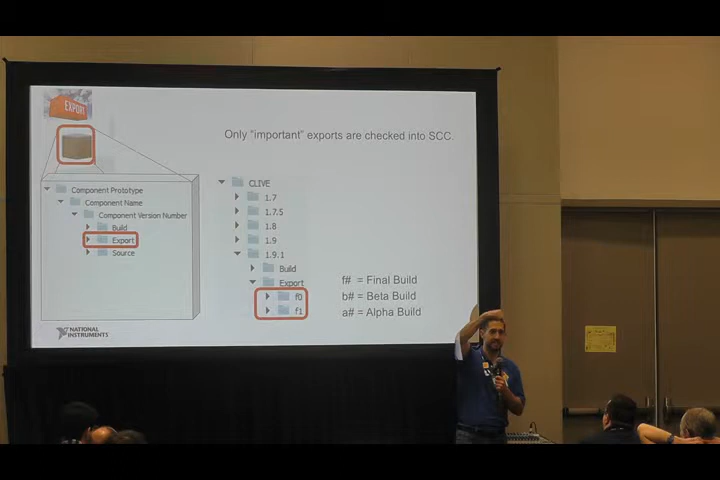 EXPORT
Only "important" exports are checked into SCC.
Component Prototype
Component Name
Component Version Number
Build
Export
Source
CLIVE
1.7
1.7.5
1.8
1.9
1.9.1
Build
Export
f0
f1
f# = Final Build
b# = Beta Build
a# = Alpha Build
NATIONAL
INSTRUMENTS